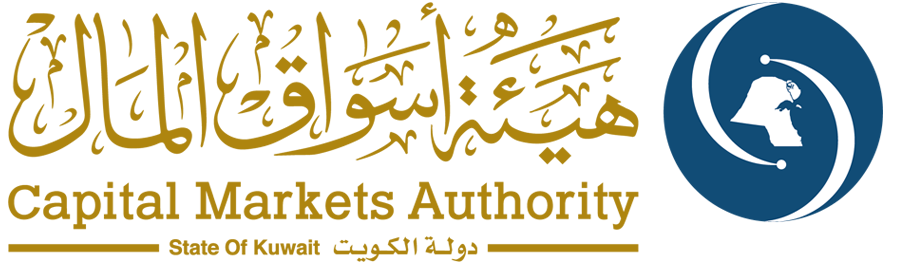 هيئة أسواق المال
Capital Markets Authority
State Of Kuwait دولة الكويت